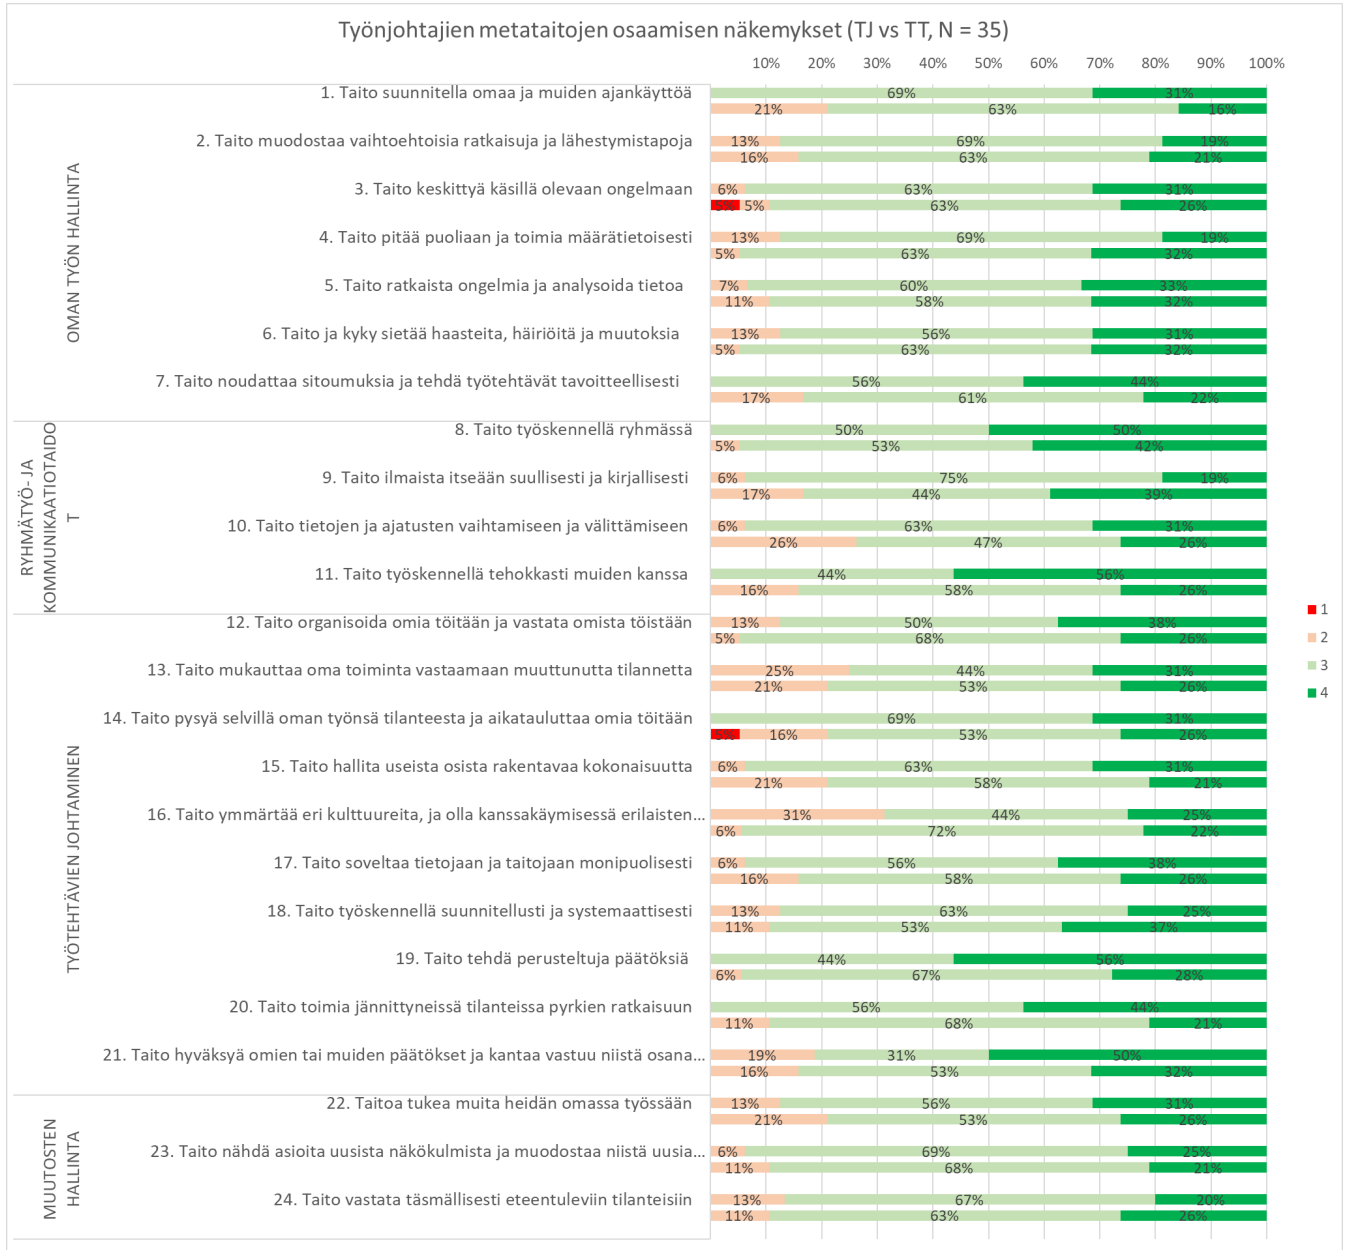 Työnjohtajien metataitojen osaamisen näkemykset (TJ vs TT, N = 35)
10% 20% 30% 40% 50% 60% 70% 80% 90% 100%
OMAN TYÖN HALLINTA
1. Taito suunnitella omaa ja muiden ajankäyttöä
69% 31%
21% 63% 16%
2. Taito muodostaa vaihtoehtoisia ratkaisuja ja lähestymistapoja
13% 69% 19%
16% 63% 21%
3. Taito keskittyä käsillä olevaan ongelmaan
6% 63% 31%
5% 5% 63% 26%
4. Taito pitää puoliaan ja toimia määrätietoisesti
13% 69% 19%
5% 63% 32%
5. Taito ratkaista ongelmia ja analysoida tietoa
7% 60% 33%
11% 58% 32%
6. Taito ja kyky sietää haasteita, häiriöitä ja muutoksia
13% 56% 31%
5% 63% 32%
7. Taito noudattaa sitoumuksia ja tehdä työtehtävät tavoitteellisesti
56% 44%
17% 61% 22%
RYHMÄTYÖ- JA
KOMMUNIKAATIOTAIDO
T
8. Taito työskennellä ryhmässä
50% 50%
5% 53% 42%
9. Taito ilmaista itseään suullisesti ja kirjallisesti
6% 75% 19%
17% 44% 39%
10. Taito tietojen ja ajatusten vaihtamiseen ja välittämiseen
6% 63% 31%
26% 47% 26%
11. Taito työskennellä tehokkasti muiden kanssa
44% 56%
16% 58% 26%
TYÖTEHTÄVIEN JOHTAMINEN
12. Taito organisoida omia töitään ja vastata omista töistään
13% 50% 38%
5% 68% 26%
13. Taito mukauttaa oma toiminta vastaamaan muuttunutta tilannetta
25% 44% 31%
21% 53% 26%
14. Taito pysyä selvillä oman työnsä tilanteesta ja aikatauluttaa omia töitään
69% 31%
5% 16% 53% 26%
15. Taito hallita useista osista rakentavaa kokonaisuutta
6% 63% 31%
21% 58% 21%
16. Taito ymmärtää eri kulttuureita, ja olla kanssakäymisessä erilaisten...
31% 44% 25%
6% 72% 22%
17. Taito soveltaa tietojaan ja taitojaan monipuolisesti
6% 56% 38%
16% 58% 26%
18. Taito työskennellä suunnitellusti ja systemaattisesti
13% 63% 25%
11% 53% 37%
19. Taito tehdä perusteltuja päätöksiä
44% 56%
6% 67% 28%
20. Taito toimia jännittyneissä tilanteissa pyrkien ratkaisuun
56% 44%
11% 68% 21%
21. Taito hyväksyä omien tai muiden päätökset ja kantaa vastuu niistä osana...
19% 31% 50%
16% 53% 32%
MUUTOSTEN
HALLINTA
22. Taitoa tukea muita heidän omassa työssään
13% 56% 31%
21% 53% 26%
23. Taito nähdä asioita uusista näkökulmista ja muodostaa niistä uusia...
6% 69% 25%
11% 68% 21%
24. Taito vastata täsmällisesti eteentuleviin tilanteisiin
13% 67% 20%
11% 63% 26%
1
2
3
4